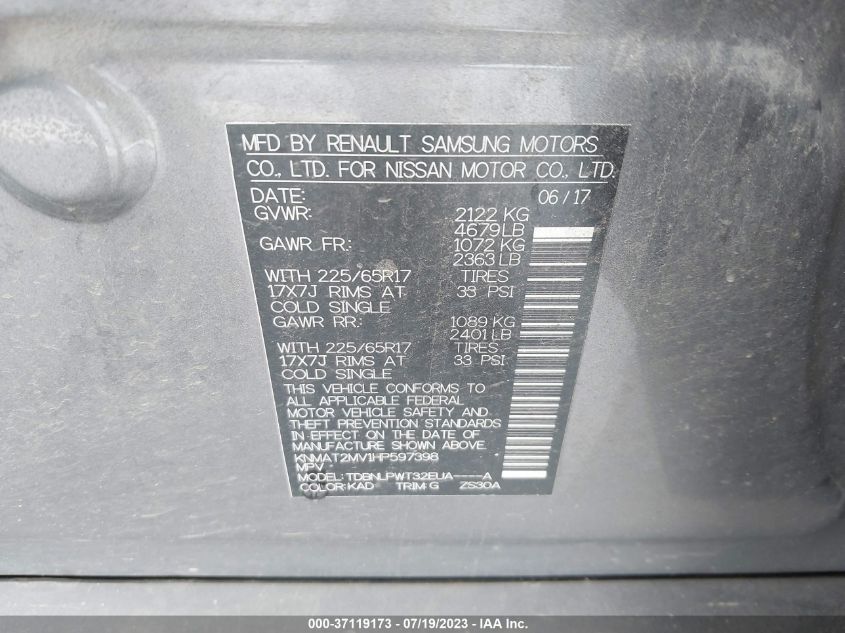 MFD BY RENAULT SAMSUNG MOTORS
CO., LTD. FOR NISSAN MOTOR CO., LTD.
DATE: 06/17
GVWR: 2122 KG
4679LB
GAWR FR: 1072 KG
2363 LB
WITH 225/65R17 TIRES
17X7J RIMS AT 33 PSI
COLD SINGLE
GAWR RR: 1089 KG
2401 LB
WITH 225/65R17 TIRES
17X7J RIMS AT 33 PSI
COLD SINGLE
THIS VEHICLE CONFORMS TO
ALL APPLICABLE FEDERAL
MOTOR VEHICLE SAFETY AND
THEFT PREVENTION STANDARDS
IN EFFECT ON THE DATE OF
MANUFACTURE SHOWN ABOVE.
KNMAT2MV1HP597398
MPV
MODEL: TDBNLPWT32EUA----A
COLOR: KAD TRIM: G ZS30A
000-37119173 - 07/19/2023 - IAA Inc.